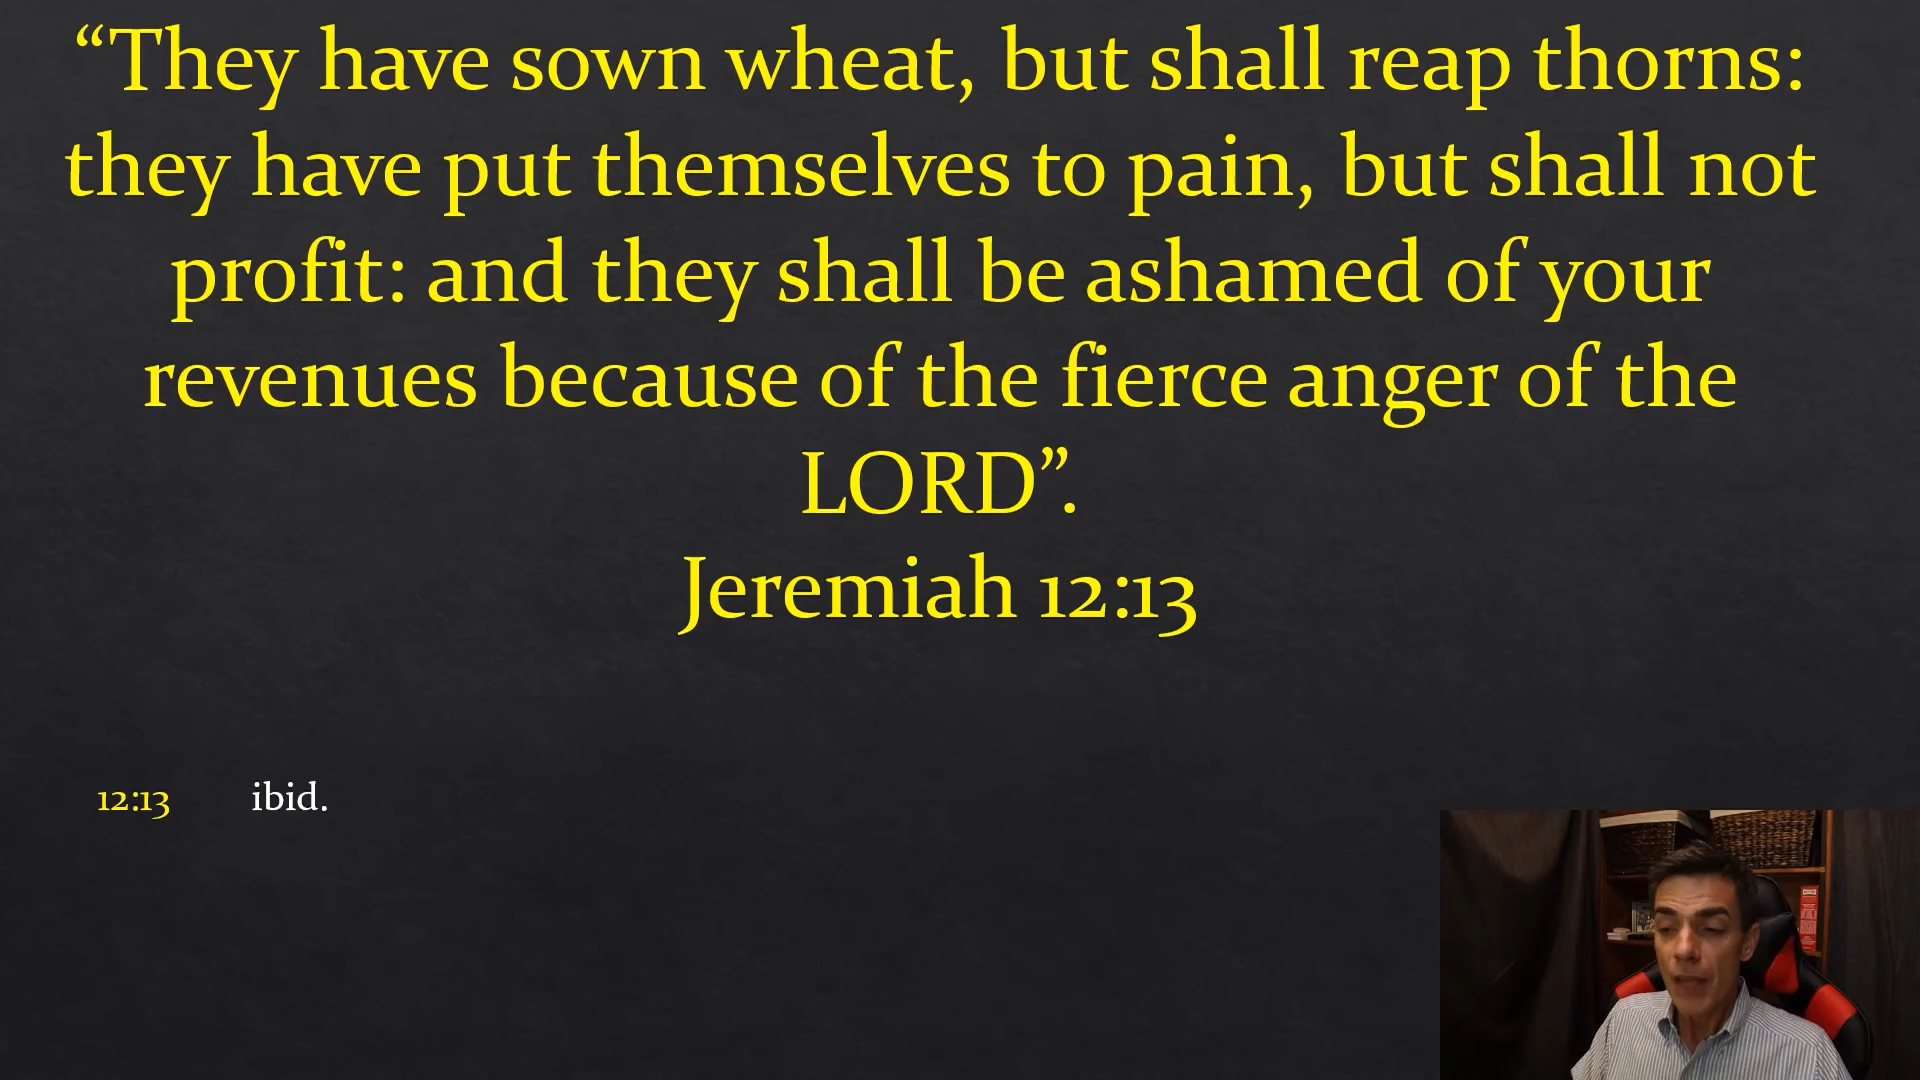 “They have sown wheat, but shall reap thorns:
they have put themselves to pain, but shall not
profit: and they shall be ashamed of your
revenues because of the fierce anger of the
LORD”.
Jeremiah 12:13
12:13 ibid.